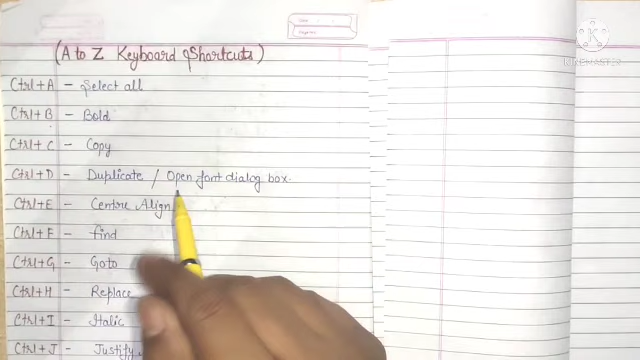 (A to Z Keyboard Shortcuts)
Ctrl+A - Select all
Ctrl+B - Bold
Ctrl+C - Copy
Ctrl+D - Duplicate / Open font dialog box.
Ctrl+E - Centre Align
Ctrl+F - find
Ctrl+G - Goto
Ctrl+H - Replace
Ctrl+I - Italic
Ctrl+J - Justify
KINEMASTER